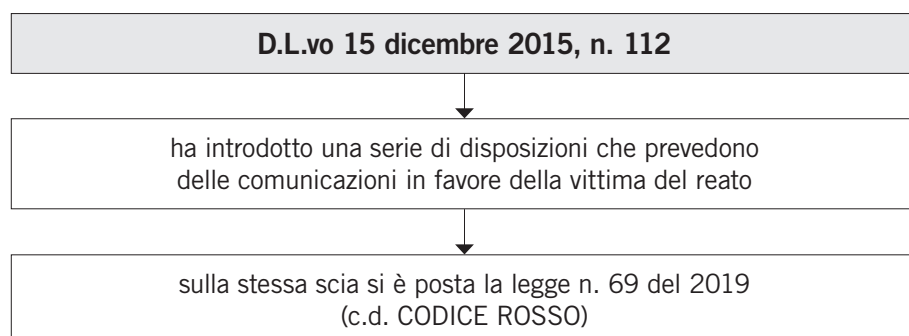 D.L.vo 15 dicembre 2015, n. 112
ha introdotto una serie di disposizioni che prevedono
delle comunicazioni in favore della vittima del reato
sulla stessa scia si è posta la legge n. 69 del 2019
(c.d. CODICE ROSSO)